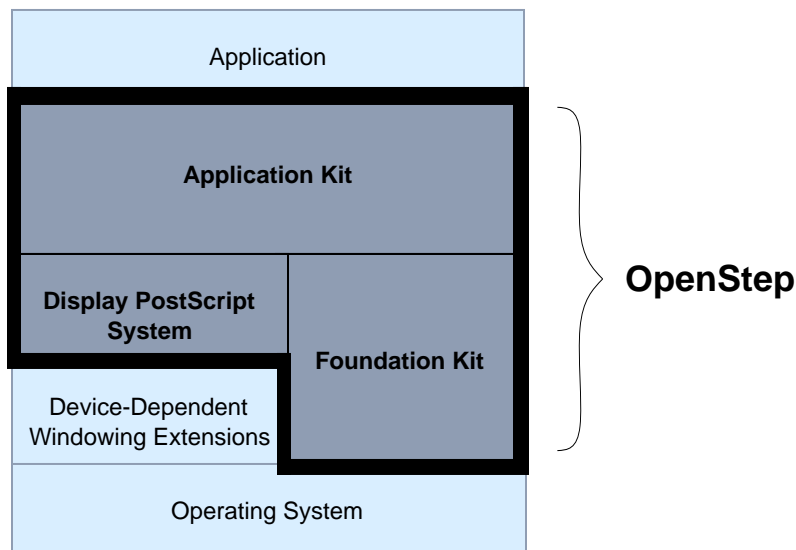 Application
Application Kit
OpenStep
Display PostScript
System
Foundation Kit
Device-Dependent
Windowing Extensions
Operating System